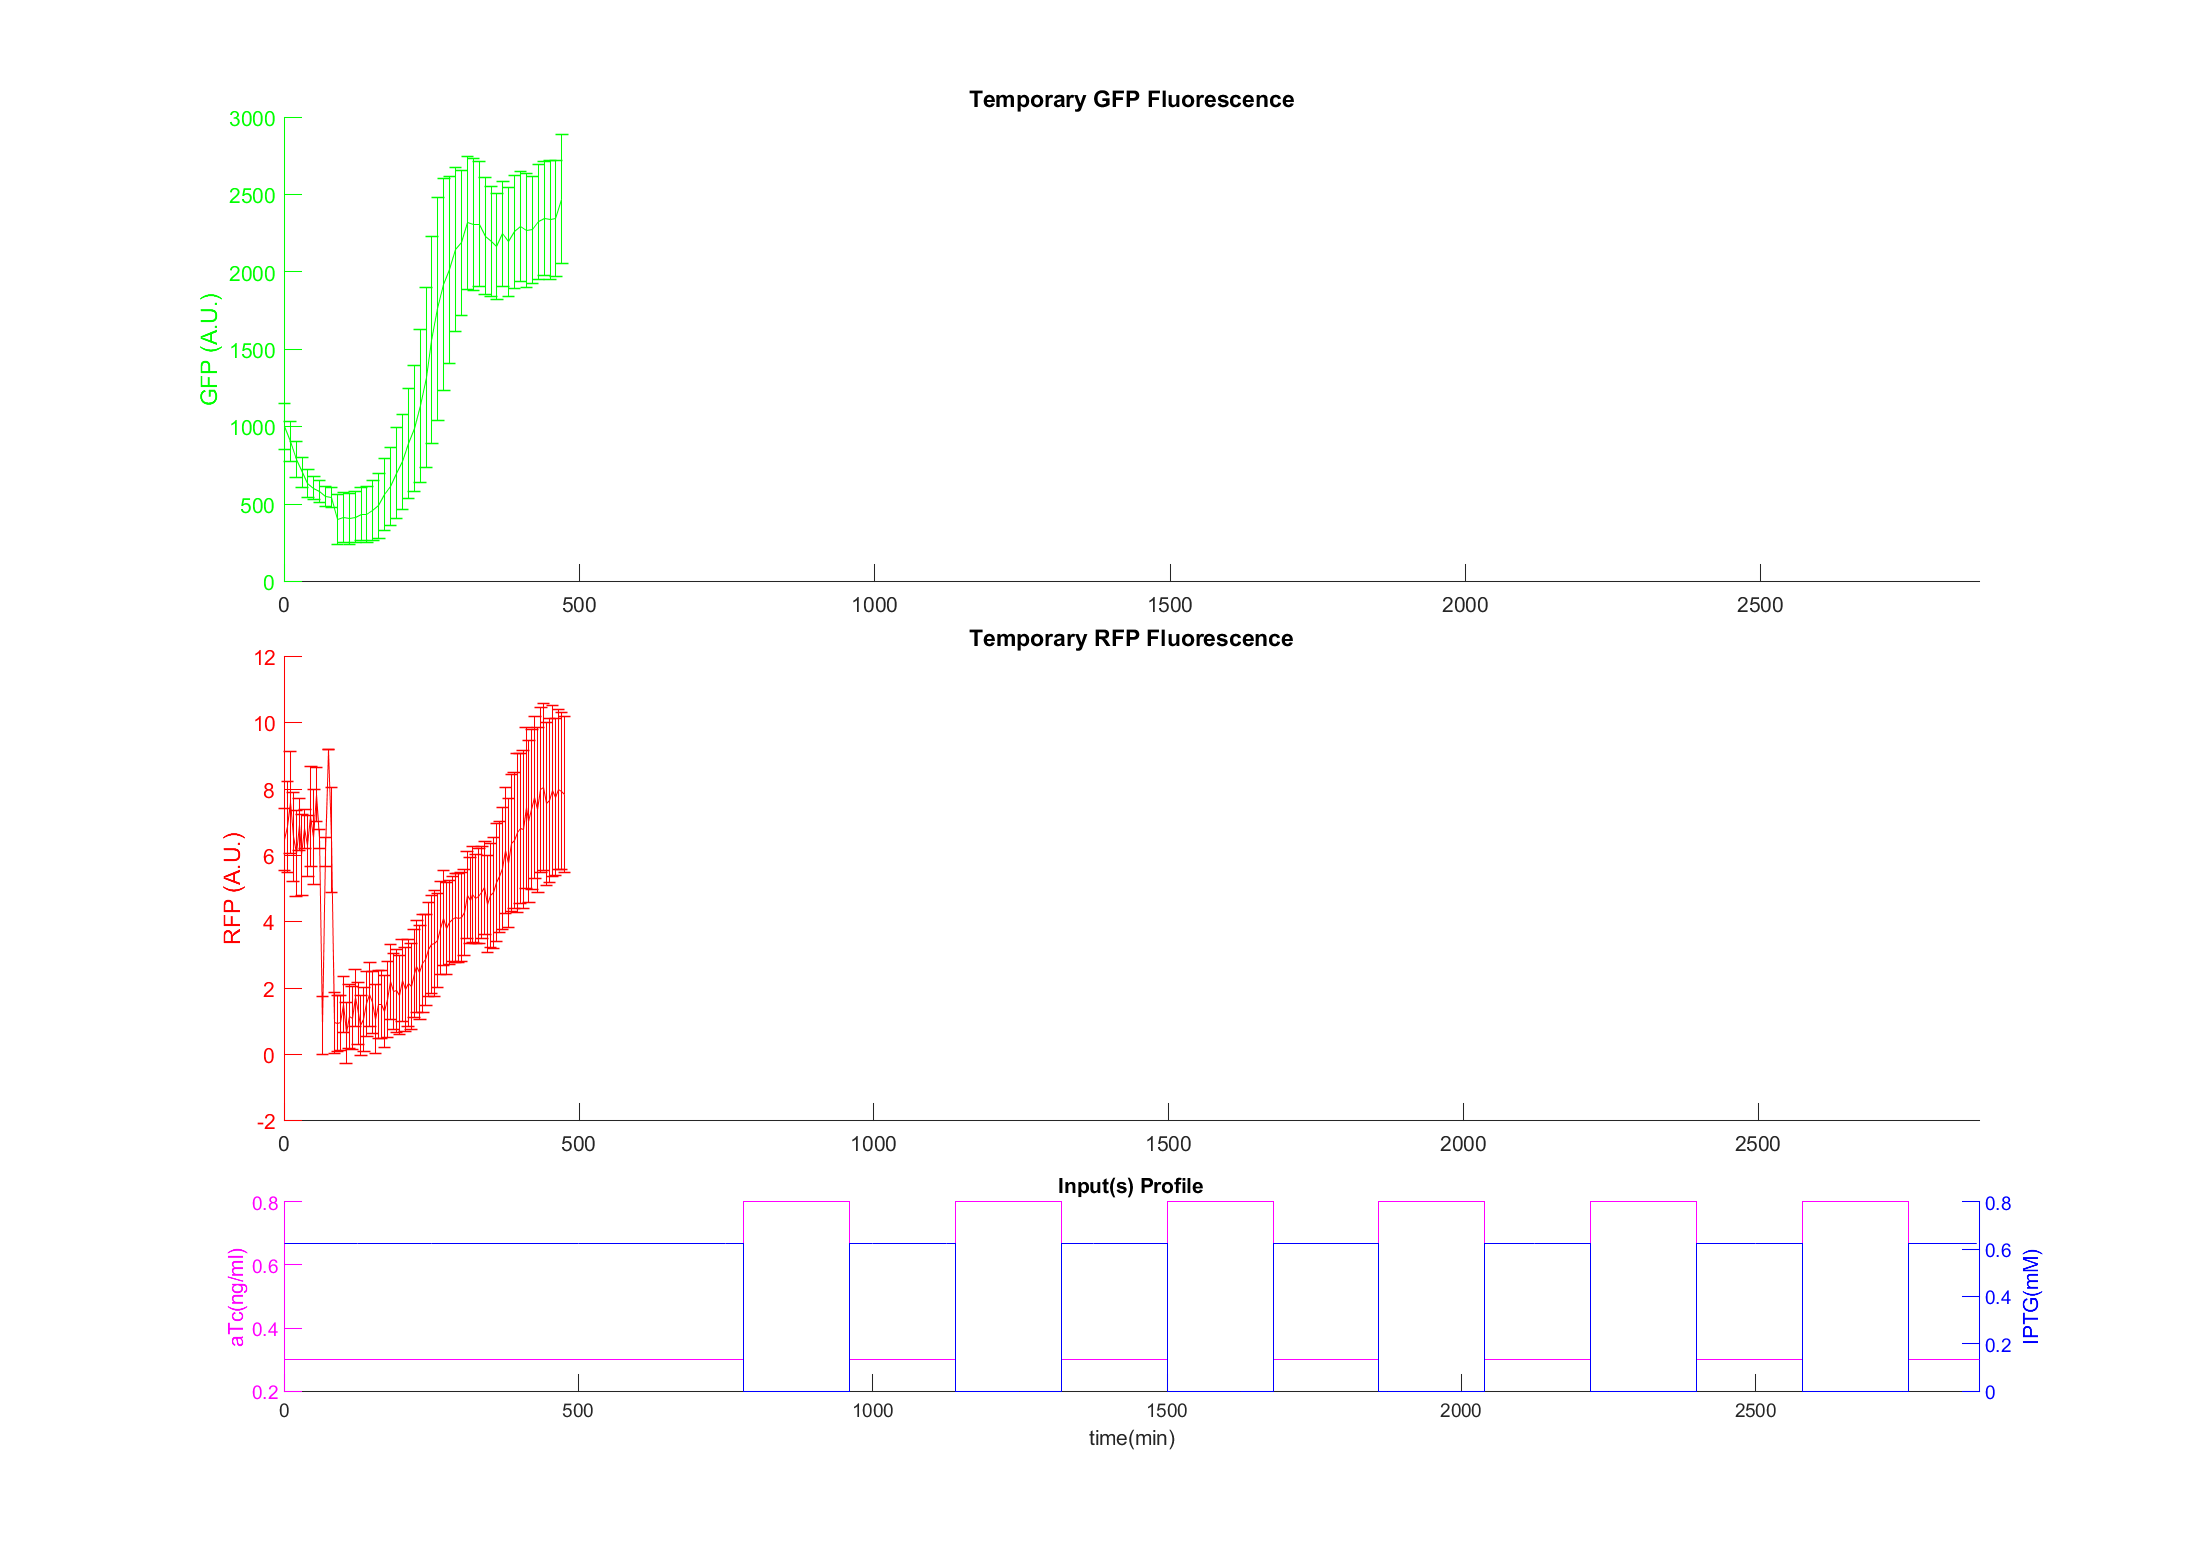 Temporary GFP Fluorescence
3000
2500
2000
1500
1000
500
0
GFP (A.U.)
0 500 1000 1500 2000 2500
Temporary RFP Fluorescence
12
10
8
6
4
2
0
-2
RFP (A.U.)
0 500 1000 1500 2000 2500
Input(s) Profile
0.8
0.6
0.4
0.2
aTc(ng/ml)
0.8
0.6
0.4
0.2
0
IPTG(mM)
0 500 1000 1500 2000 2500
time(min)